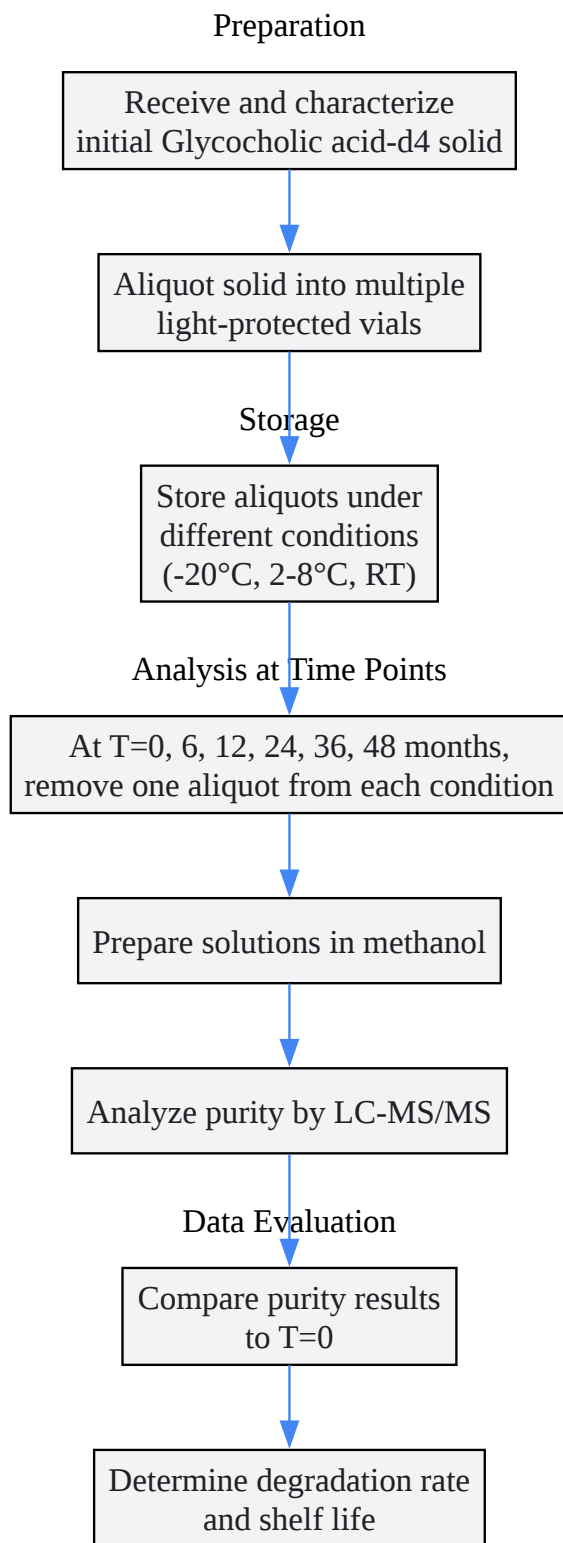 Preparation
Receive and characterize
initial Glycocholic acid-d4 solid
Aliquot solid into multiple
light-protected vials
Storage
Store aliquots under
different conditions
(-20°C, 2-8°C, RT)
Analysis at Time Points
At T=0, 6, 12, 24, 36, 48 months,
remove one aliquot from each condition
Prepare solutions in methanol
Analyze purity by LC-MS/MS
Data Evaluation
Compare purity results
to T=0
Determine degradation rate
and shelf life